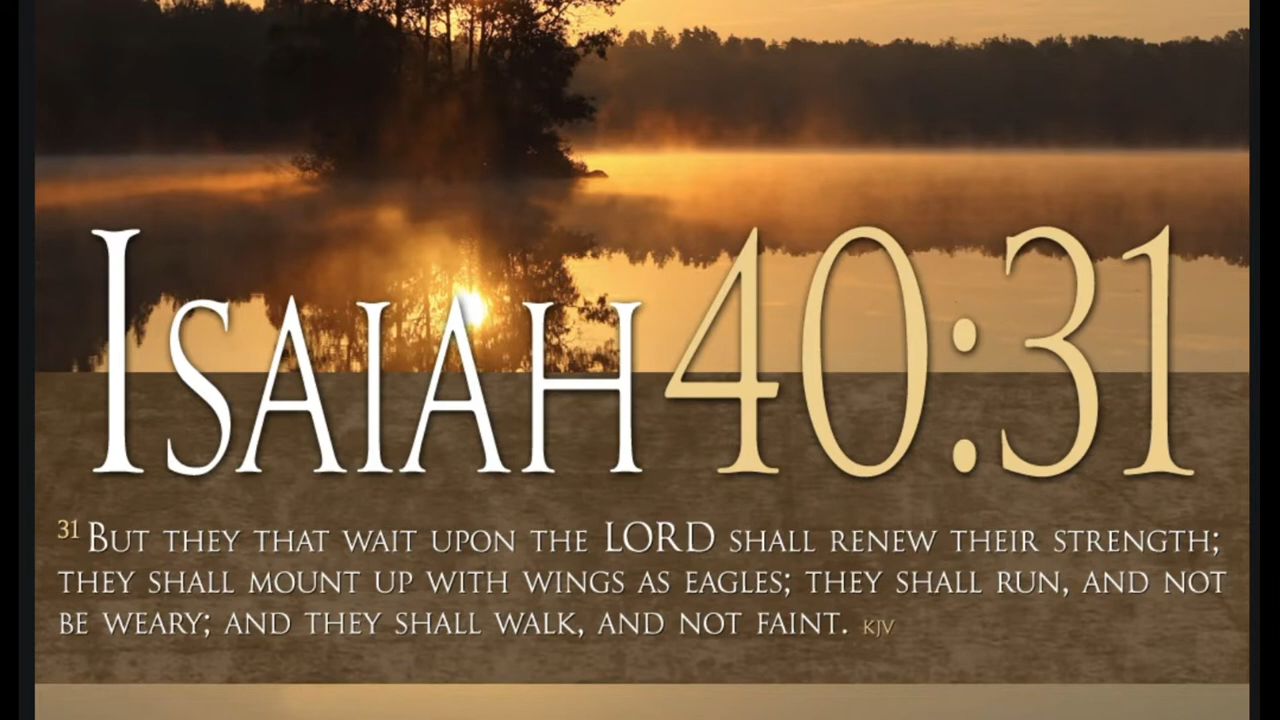 Isaiah 40:31
31 But they that wait upon the LORD shall renew their strength;
they shall mount up with wings as eagles; they shall run, and not
be weary; and they shall walk, and not faint. KJV